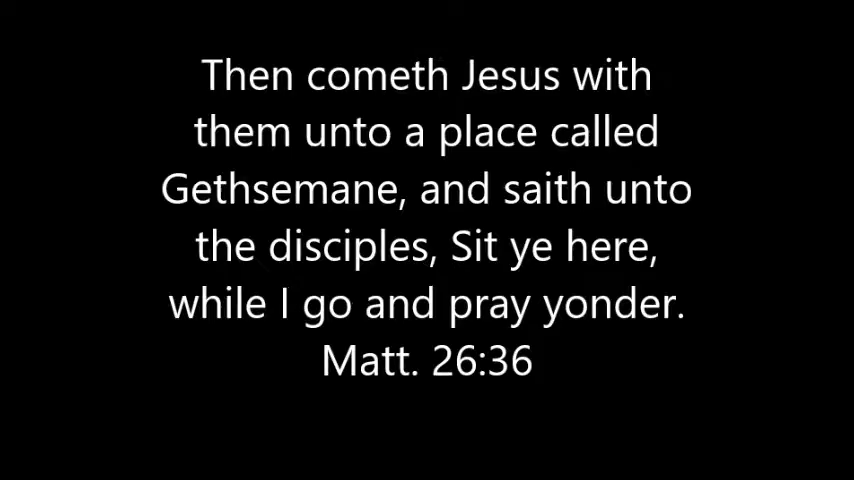 Then cometh Jesus with
them unto a place called
Gethsemane, and saith unto
the disciples, Sit ye here,
while I go and pray yonder.
Matt. 26:36